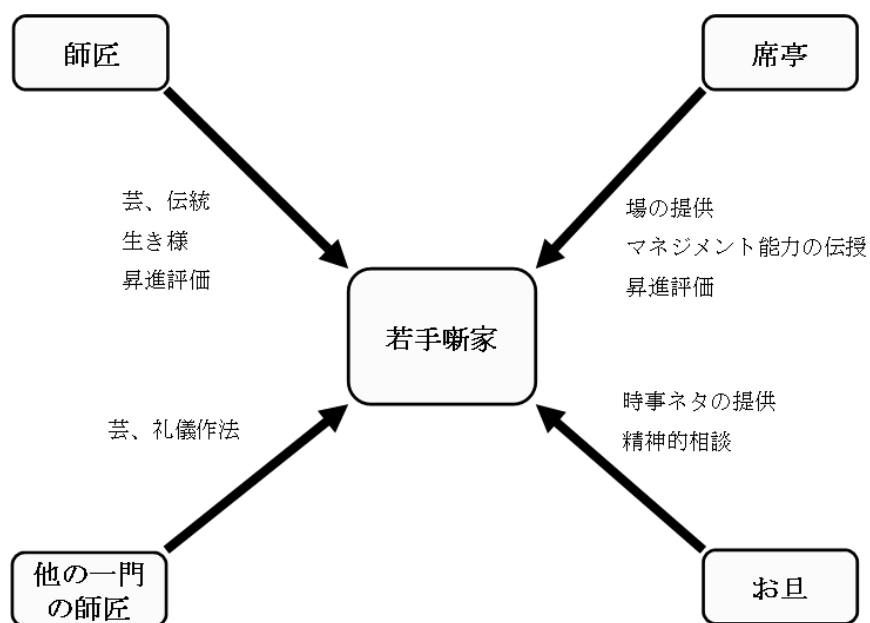 師匠
席亭
芸、伝統
生き様
昇進評価
場の提供
マネジメント能力の伝授
昇進評価
若手噺家
芸、礼儀作法
時事ネタの提供
精神的相談
他の一門
の師匠
お旦